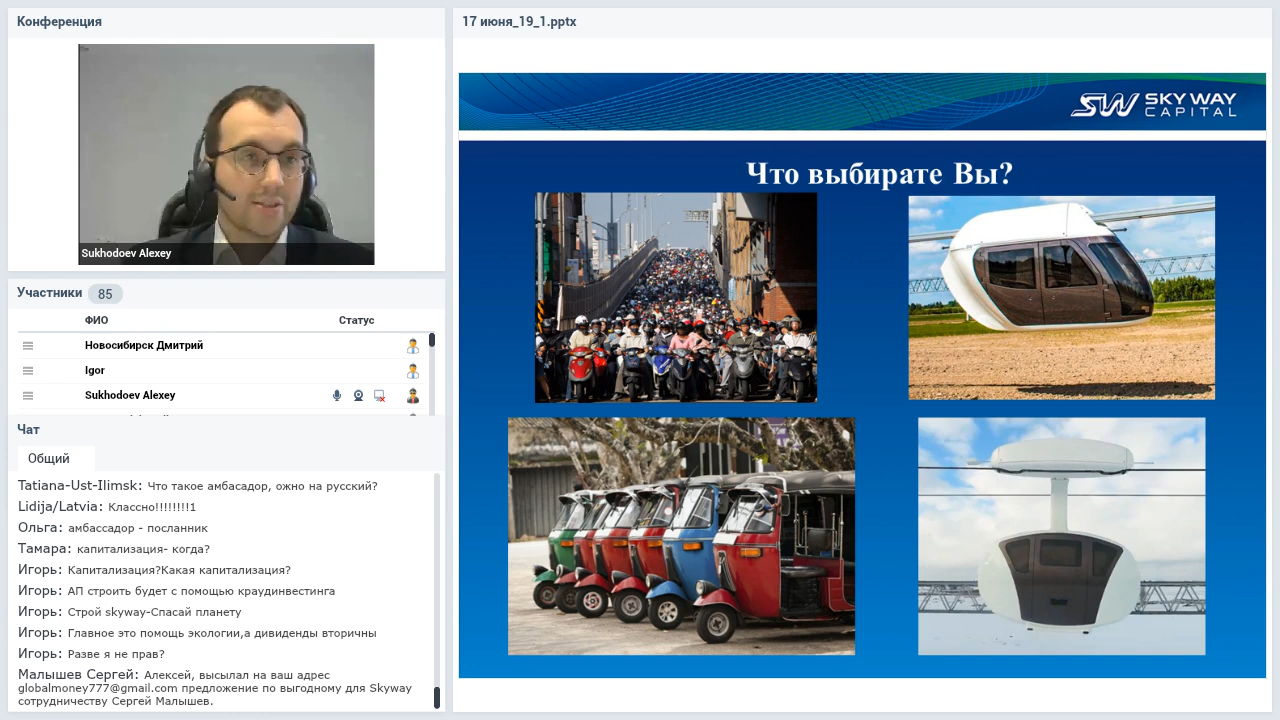 Конференция
Sukhodoev Alexey
Участники 85
ФИО Статус
Новосибирск Дмитрий
Igor
Sukhodoev Alexey
Чат
Общий
Tatiana-Ust-Ilimsk: Что такое амбасадор, ожно на русский?
Lidija/Latvia: Классно!!!!!!!!1
Ольга: амбассадор - посланник
Тамара: капитализация- когда?
Игорь: Капитализация?Какая капитализация?
Игорь: АП строить будет с помощью краудинвестинга
Игорь: Строй skyway-Спасай планету
Игорь: Главное это помощь экологии,а дивиденды вторичны
Игорь: Разве я не прав?
Малышев Сергей: Алексей, высылал на ваш адрес
globalmoney777@gmail.com предложение по выгодному для Skyway
сотрудничеству Сергей Малышев.
17 июня_19_1.pptx
SW SKY WAY
CAPITAL
Что выбирате Вы?